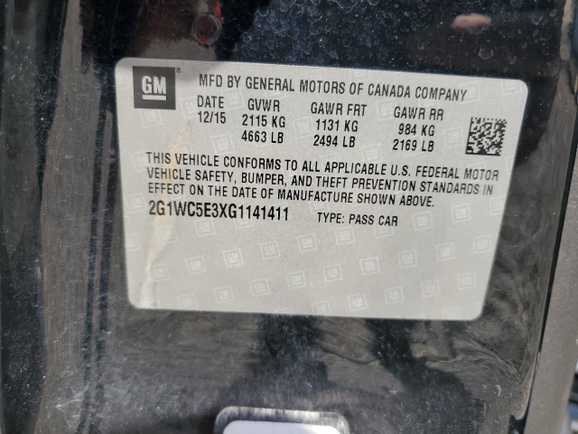 GM
MFD BY GENERAL MOTORS OF CANADA COMPANY
DATE GVWR GAWR FRT GAWR RR
12/15 2115 KG 1131 KG 984 KG
4663 LB 2494 LB 2169 LB
THIS VEHICLE CONFORMS TO ALL APPLICABLE U.S. FEDERAL MOTOR
VEHICLE SAFETY, BUMPER, AND THEFT PREVENTION STANDARDS IN
EFFECT ON THE DATE OF MANUFACTURE SHOWN ABOVE.
2G1WC5E3XG1141411 TYPE: PASS CAR